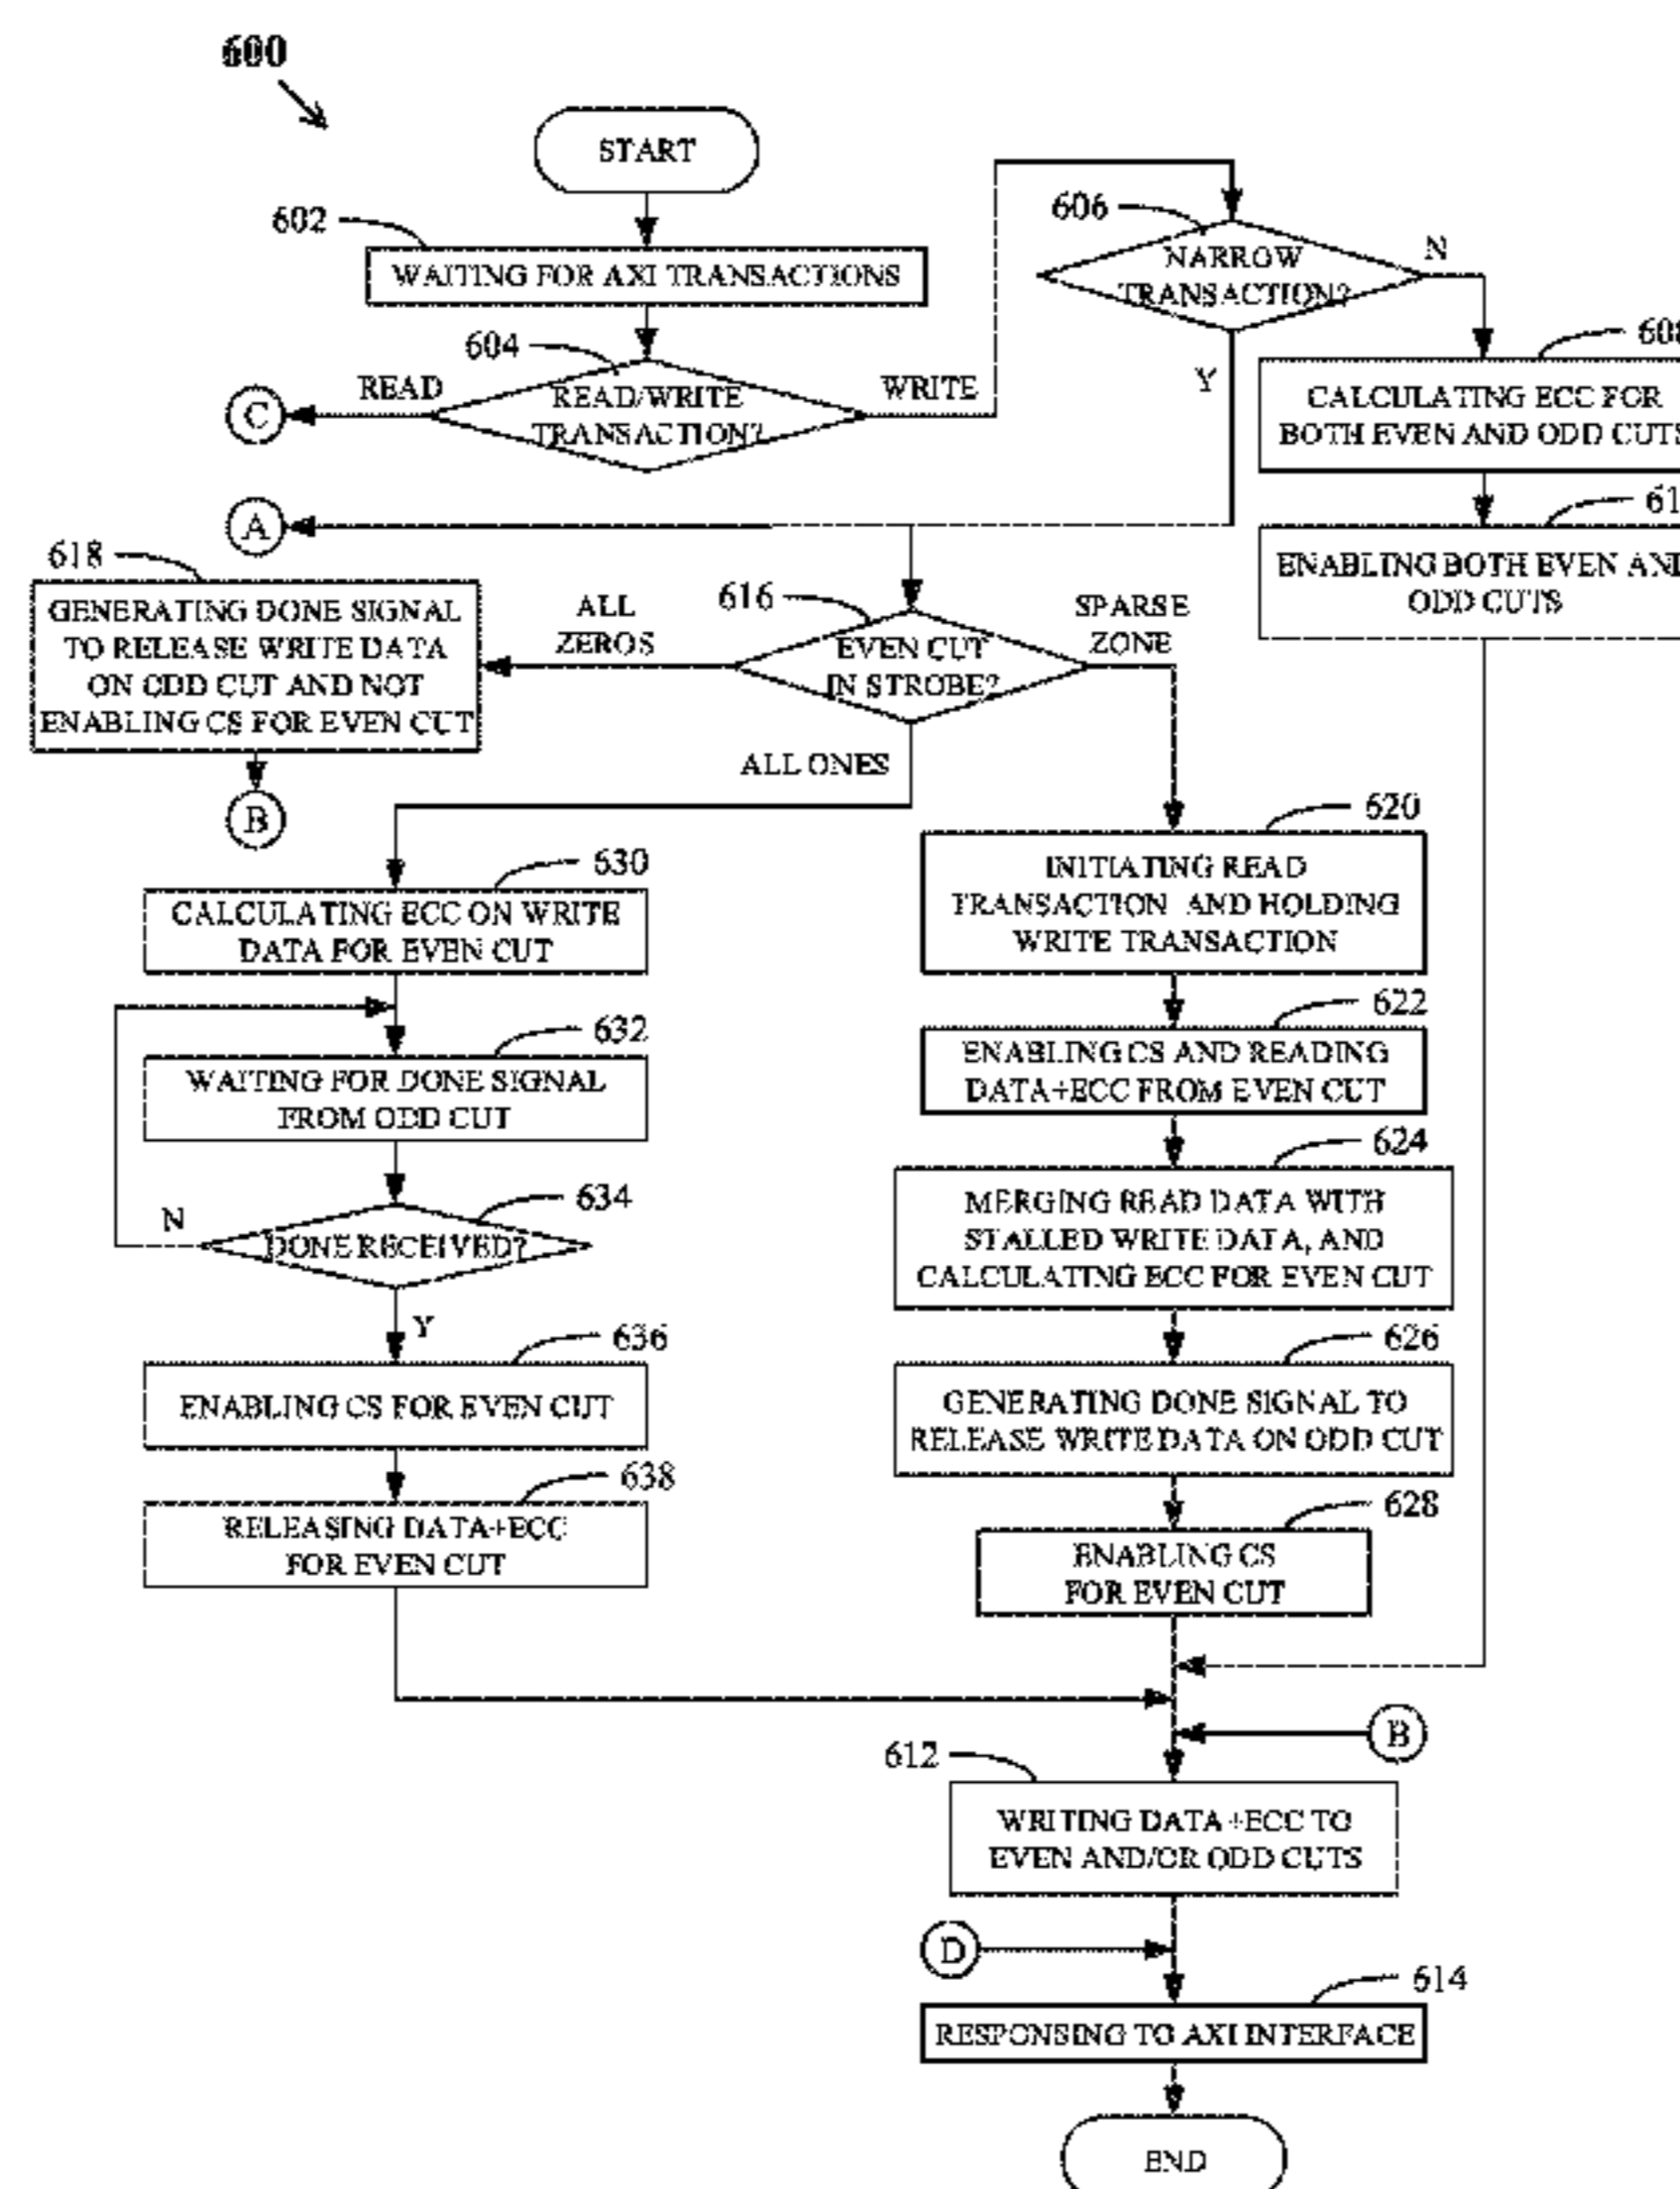 600
START
602
WAITING FOR AXI TRANSACTIONS
604
READ
READ/WRITE
TRANSACTION?
WRITE
C
606
NARROW
TRANSACTION?
N
Y
608
CALCULATING ECC FOR
BOTH EVEN AND ODD CUTS
61
ENABLING BOTH EVEN AND
ODD CUTS
A
618
GENERATING DONE SIGNAL
TO RELEASE WRITE DATA
ON ODD CUT AND NOT
ENABLING CS FOR EVEN CUT
B
ALL
ZEROS
616
EVEN CUT
IN STROBE?
SPARSE
ZONE
ALL ONES
630
CALCULATING ECC ON WRITE
DATA FOR EVEN CUT
632
WAITING FOR DONE SIGNAL
FROM ODD CUT
634
N
DONE RECEIVED?
Y
636
ENABLING CS FOR EVEN CUT
638
RELEASING DATA+ECC
FOR EVEN CUT
620
INITIATING READ
TRANSACTION AND HOLDING
WRITE TRANSACTION
622
ENABLING CS AND READING
DATA+ECC FROM EVEN CUT
624
MERGING READ DATA WITH
STALLED WRITE DATA, AND
CALCULATING ECC FOR EVEN CUT
626
GENERATING DONE SIGNAL TO
RELEASE WRITE DATA ON ODD CUT
628
ENABLING CS
FOR EVEN CUT
B
612
WRITING DATA+ECC TO
EVEN AND/OR ODD CUTS
D
614
RESPONSING TO AXI INTERFACE
END